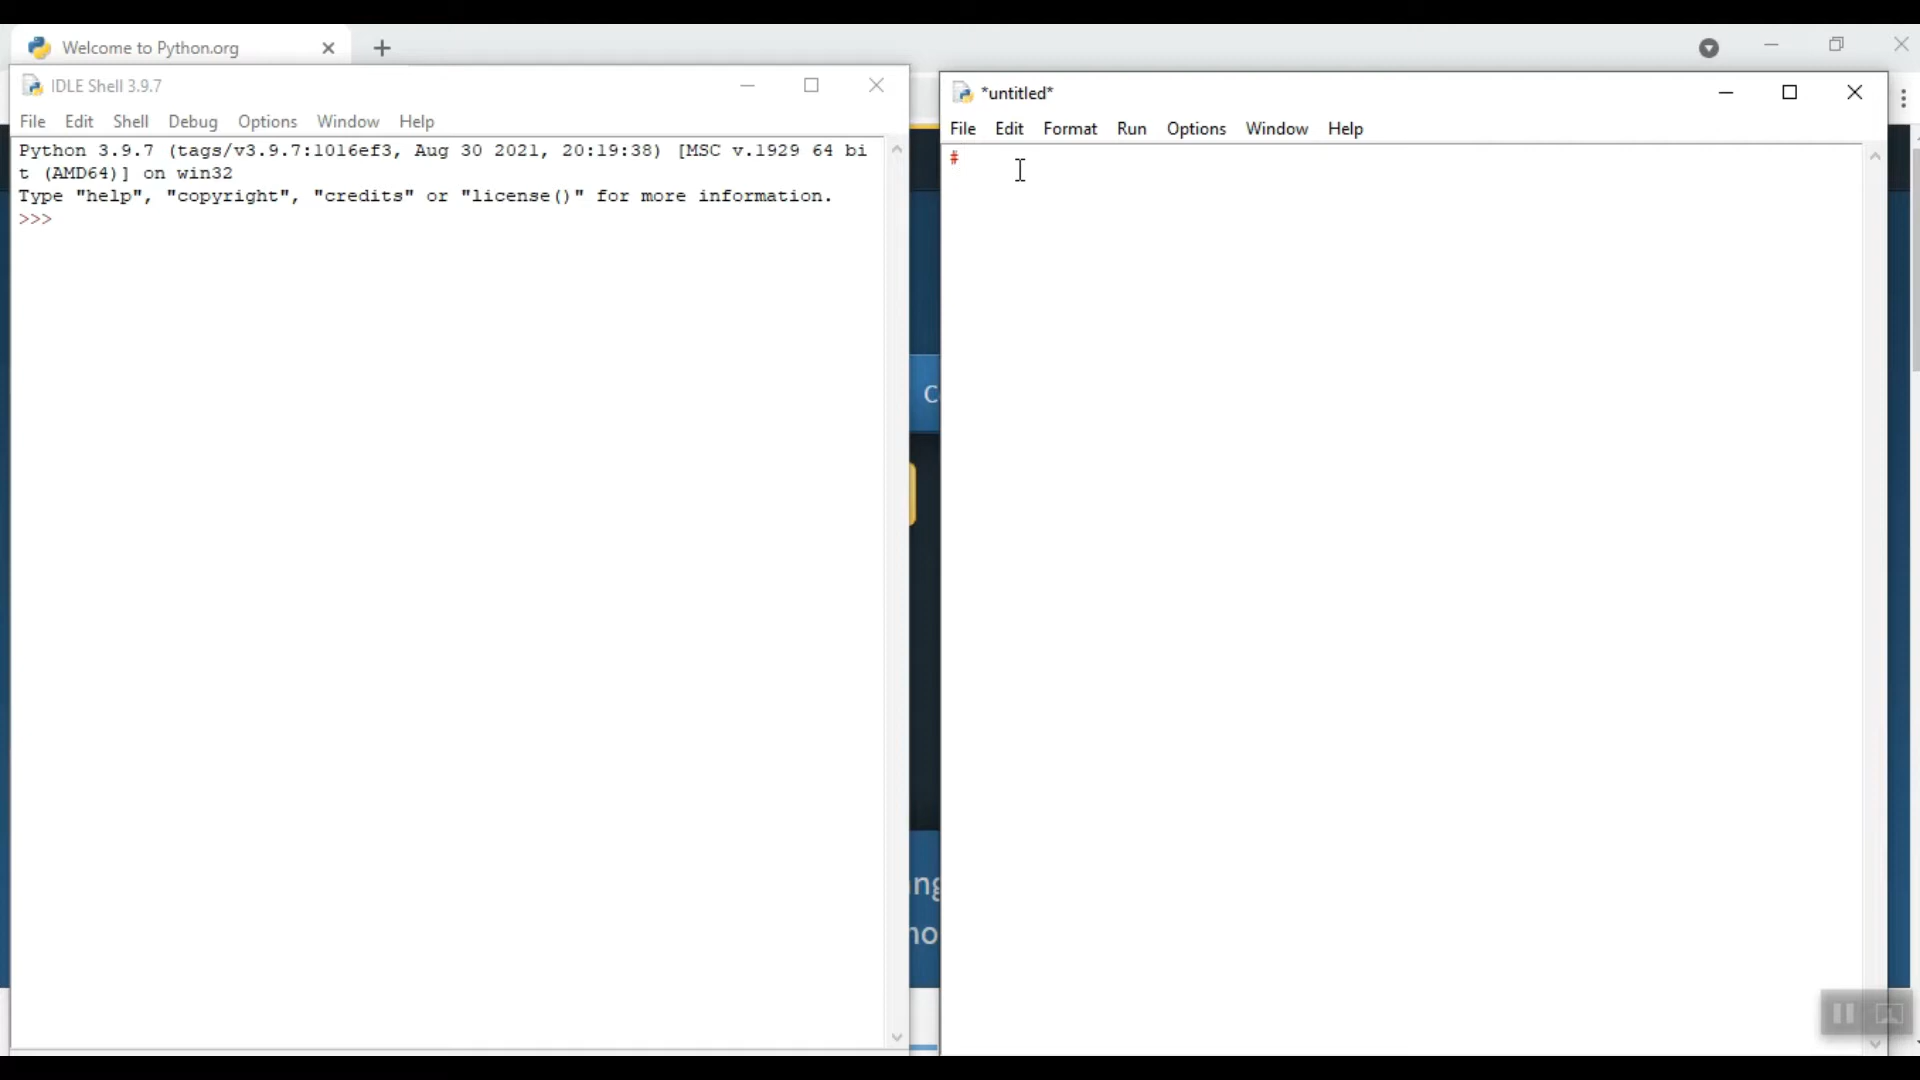 Welcome to Python.org
IDLE Shell 3.9.7
File Edit Shell Debug Options Window Help
Python 3.9.7 (tags/v3.9.7:1016ef3, Aug 30 2021, 20:19:38) [MSC v.1929 64 bi
t (AMD64)] on win32
Type "help", "copyright", "credits" or "license()" for more information.
>>>
*untitled*
File Edit Format Run Options Window Help
#